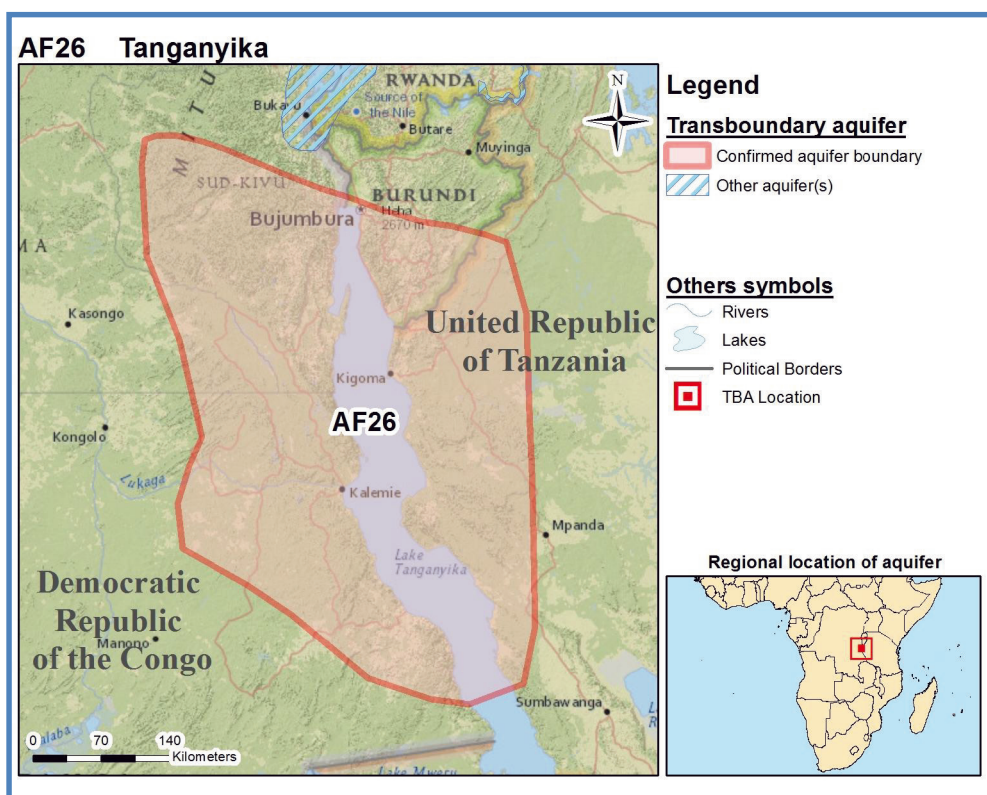 AF26 Tanganyika
RWANDA
Source of
the Nile
Butare
Muyinga
SUD-KIVU
BURUNDI
Heha
2670 m
Bujumbura
Kasongo
United Republic
of Tanzania
Kigoma
AF26
Kongolo
Lukaga
Kalemie
Mpanda
Lake
Tanganyika
Democratic
Republic
of the Congo
Manono
Sumbawanga
Lake Mweru
0 70 140
Kilometers
N
Legend
Transboundary aquifer
Confirmed aquifer boundary
Other aquifer(s)
Others symbols
Rivers
Lakes
Political Borders
TBA Location
Regional location of aquifer